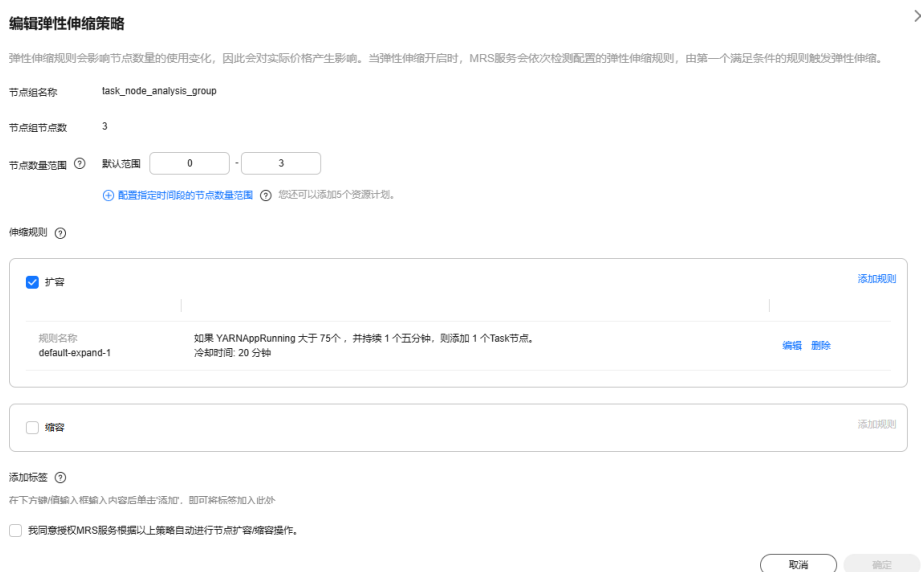 编辑弹性伸缩策略
弹性伸缩规则会影响节点数量的使用变化，因此会对实际价格产生影响。当弹性伸缩开启时，MRS服务会依次检测配置的弹性伸缩规则，由第一个满足条件的规则触发弹性伸缩。
节点组名称 task_node_analysis_group
节点组节点数 3
节点数量范围 ? 默认范围 0 - 3
配置指定时间段的节点数量范围 ? 您还可以添加5个资源计划。
伸缩规则 ?
扩容 添加规则
规则名称 如果 YARNAppRunning 大于 75个 ，并持续 1 个五分钟，则添加 1 个Task节点。
default-expand-1 冷却时间: 20 分钟 编辑 删除
缩容 添加规则
添加标签 ?
在下方键/值输入框输入内容后单击'添加'，即可将标签加入此处
我同意授权MRS服务根据以上策略自动进行节点扩容/缩容操作。
取消 确定